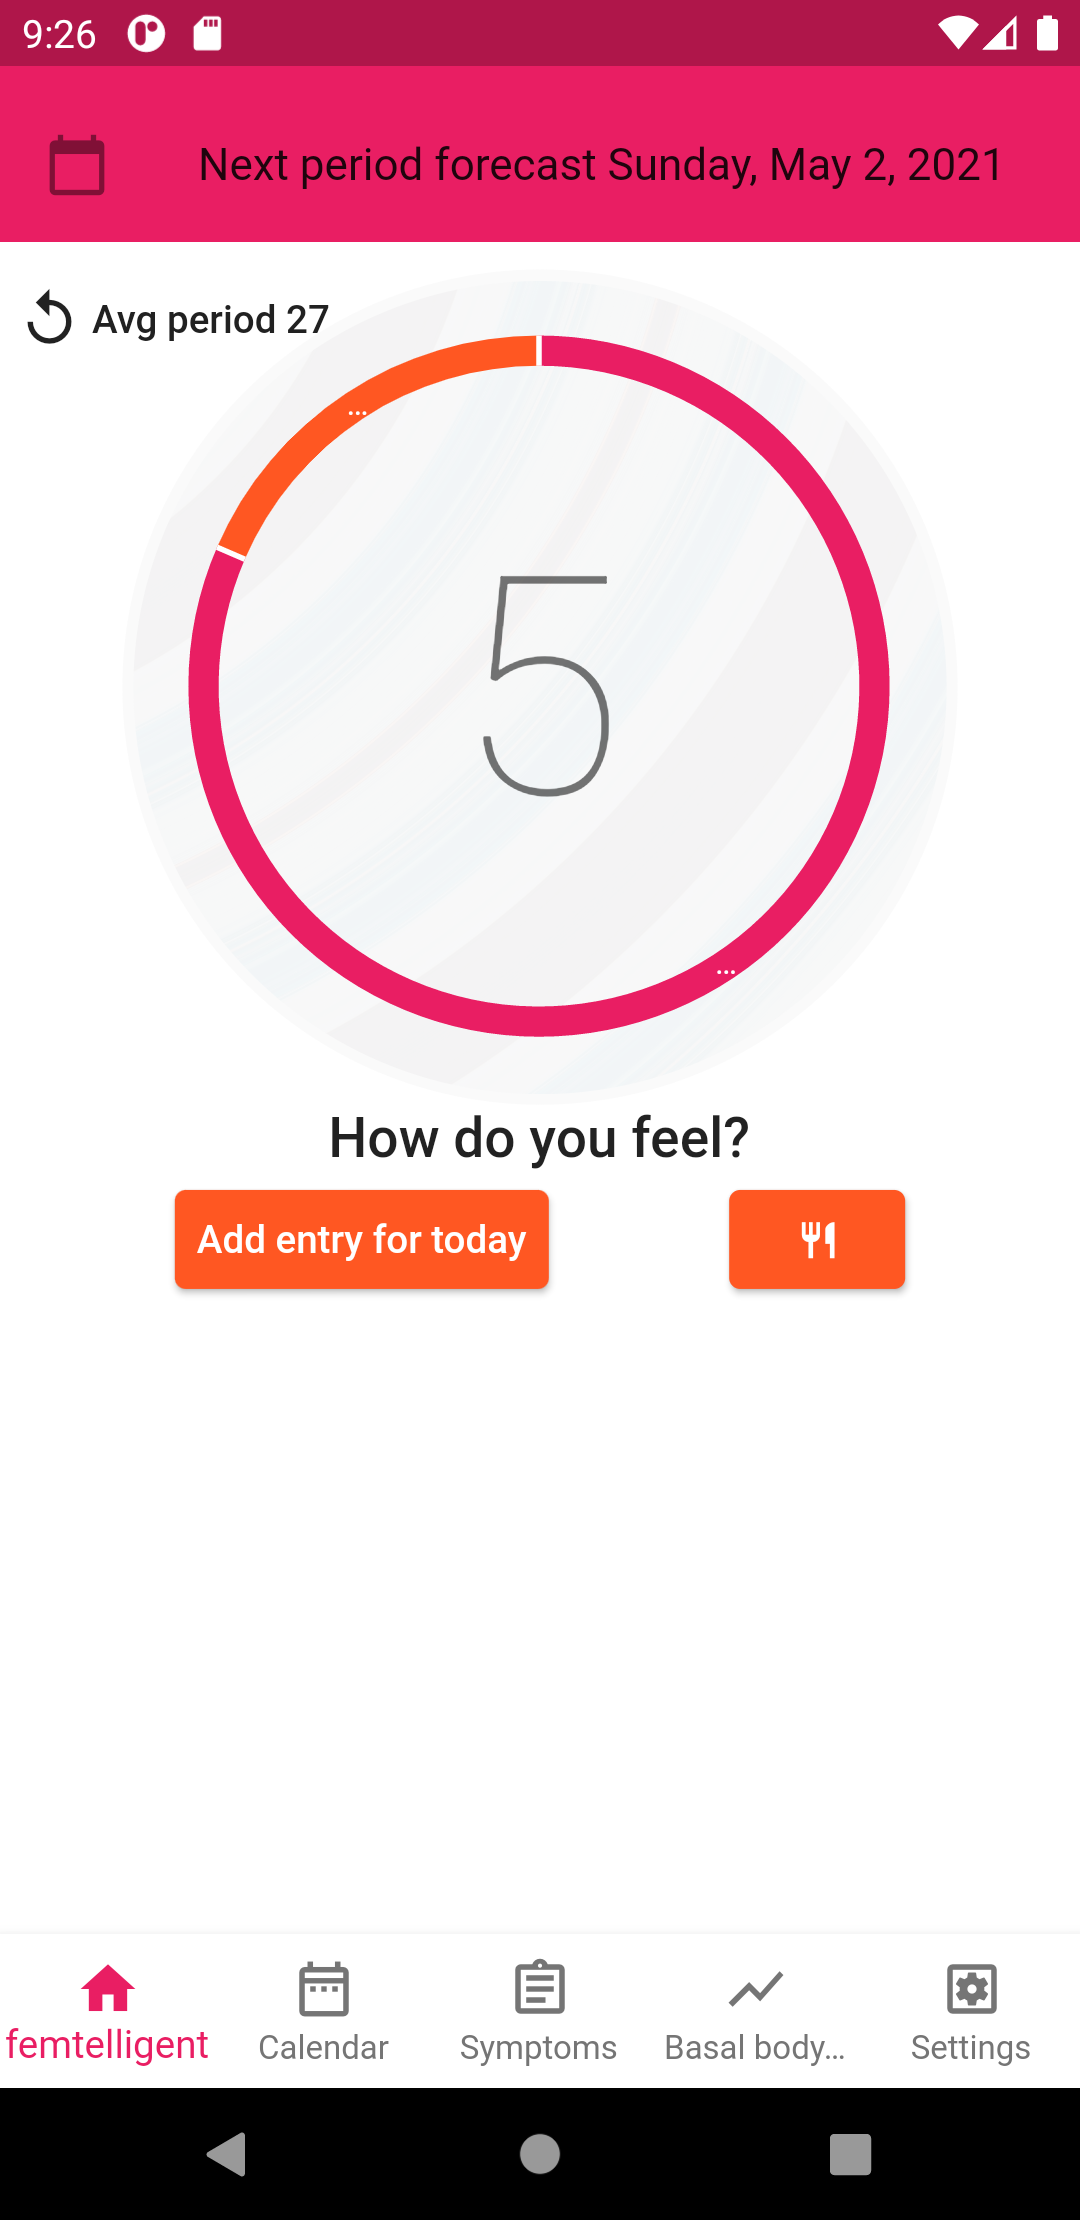 9:26
Next period forecast Sunday, May 2, 2021
Avg period 27
...
5
...
How do you feel?
Add entry for today
femtelligent
Calendar
Symptoms
Basal body...
Settings